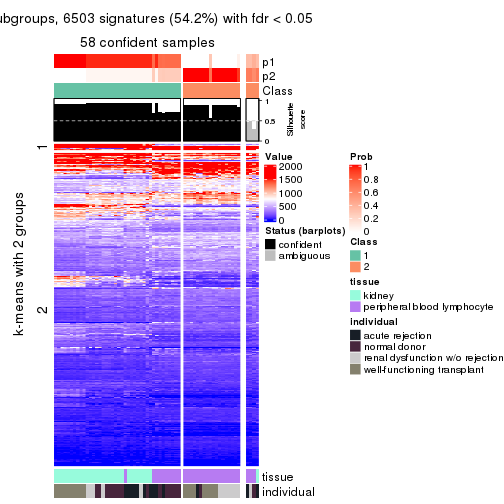 ubgroups, 6503 signatures (54.2%) with fdr < 0.05
58 confident samples
p1
p2
Class
1
0.5
0
Silhouette
score
k-means with 2 groups
1
2
Value
2000
1500
1000
500
0
Status (barplots)
confident
ambiguous
Prob
1
0.8
0.6
0.4
0.2
0
Class
1
2
tissue
kidney
peripheral blood lymphocyte
individual
acute rejection
normal donor
renal dysfunction w/o rejection
well-functioning transplant
tissue
individual